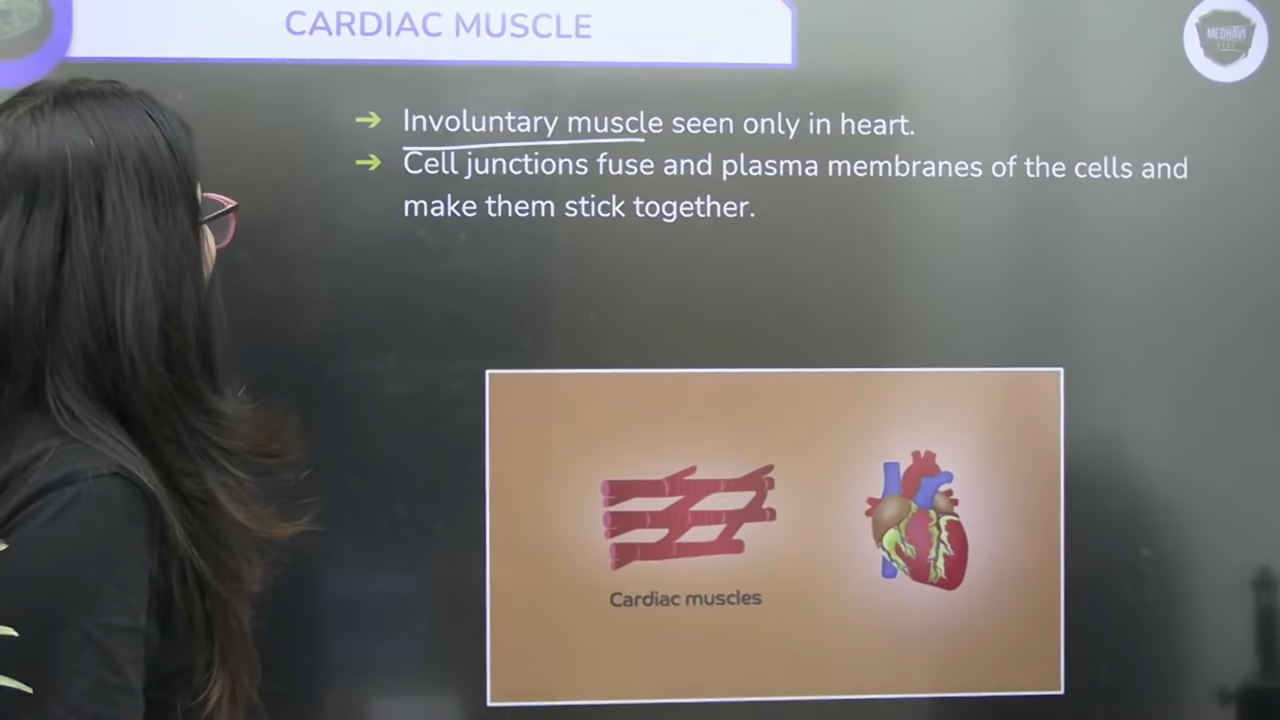 CARDIAC MUSCLE
MEDHAVI
➔ Involuntary muscle seen only in heart.
➔ Cell junctions fuse and plasma membranes of the cells and
make them stick together.
Cardiac muscles